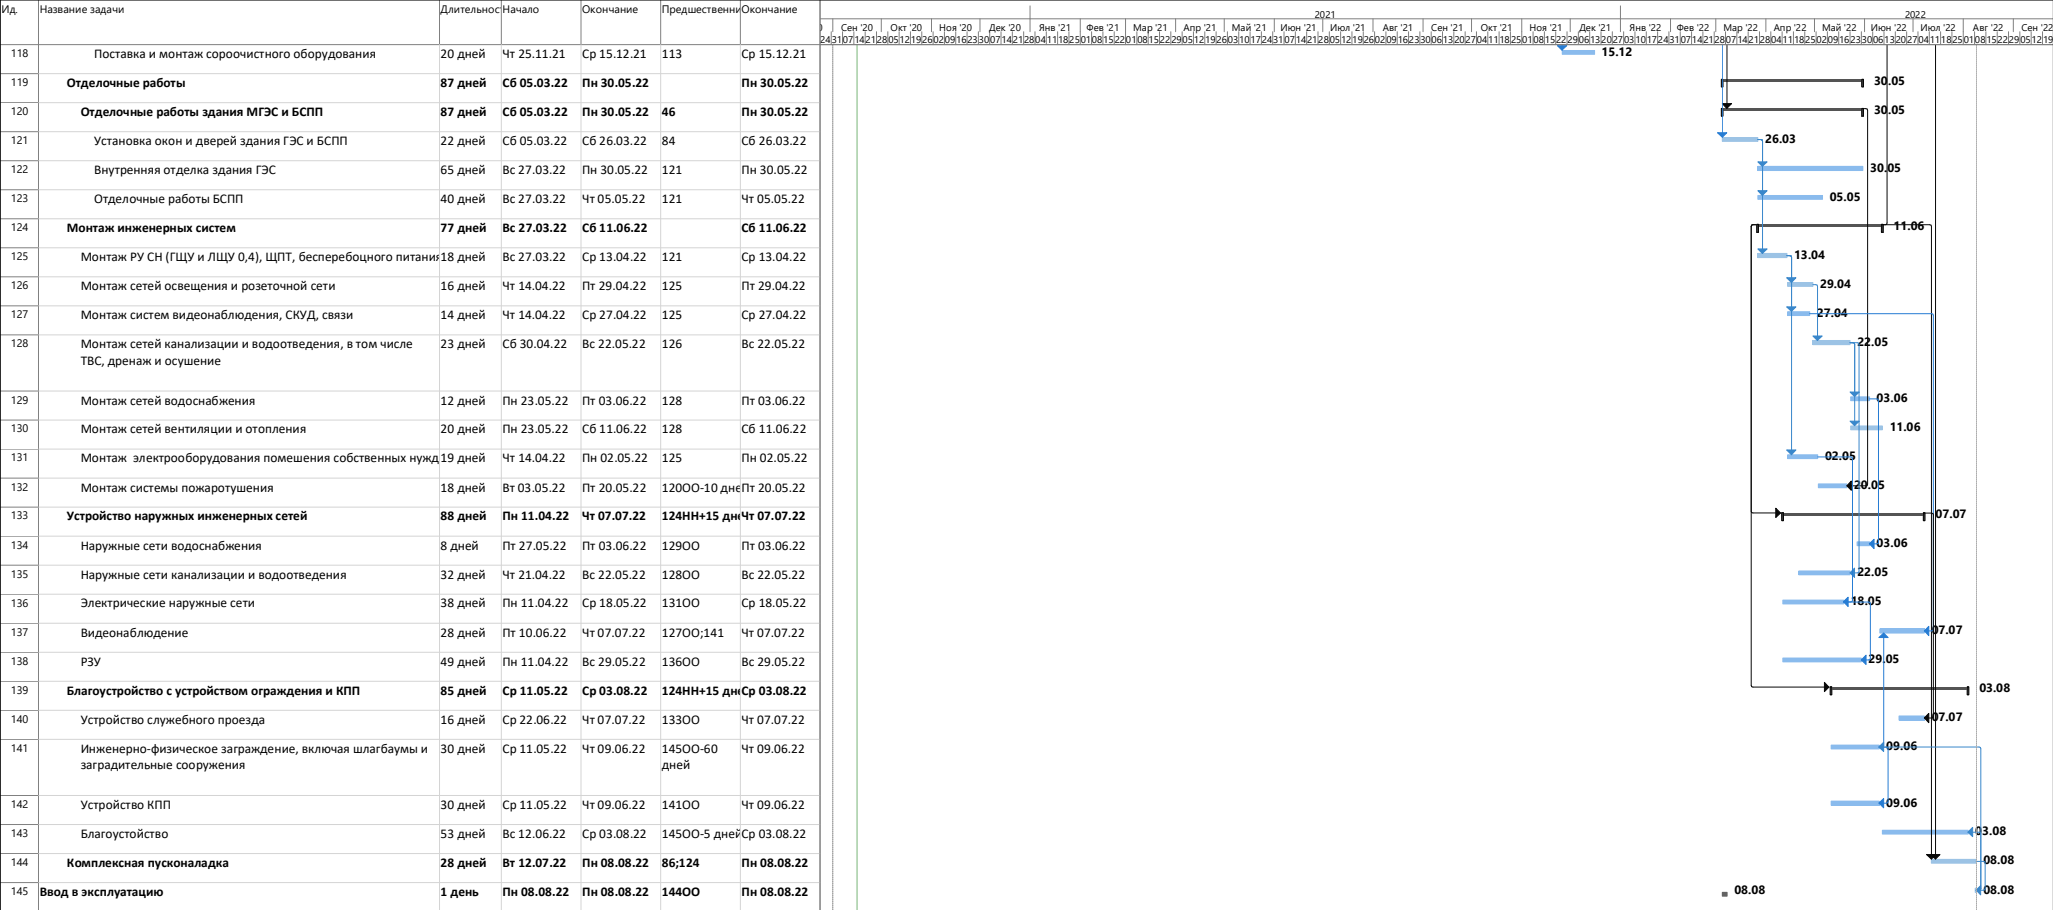 Ид. Название задачи Длительнос Начало Окончание Предшественни Окончание
2021 2022
Сен '20 Окт '20 Ноя '20 Дек '20 Янв '21 Фев '21 Мар '21 Апр '21 Май '21 Июн '21 Июл '21 Авг '21 Сен '21 Окт '21 Ноя '21 Дек '21 Янв '22 Фев '22 Мар '22 Апр '22 Май '22 Июн '22 Июл '22 Авг '22 Сен '22
118 Поставка и монтаж сороочистного оборудования 20 дней Чт 25.11.21 Ср 15.12.21 113 Ср 15.12.21 15.12
119 Отделочные работы 87 дней Сб 05.03.22 Пн 30.05.22 Пн 30.05.22 30.05
120 Отделочные работы здания МГЭС и БСПП 87 дней Сб 05.03.22 Пн 30.05.22 46 Пн 30.05.22 30.05
121 Установка окон и дверей здания ГЭС и БСПП 22 дней Сб 05.03.22 Сб 26.03.22 84 Сб 26.03.22 26.03
122 Внутренняя отделка здания ГЭС 65 дней Вс 27.03.22 Пн 30.05.22 121 Пн 30.05.22 30.05
123 Отделочные работы БСПП 40 дней Вс 27.03.22 Чт 05.05.22 121 Чт 05.05.22 05.05
124 Монтаж инженерных систем 77 дней Вс 27.03.22 Сб 11.06.22 Сб 11.06.22 11.06
125 Монтаж РУ СН (ГЩУ и ЛЩУ 0,4), ЩПТ, бесперебоцного питания 18 дней Вс 27.03.22 Ср 13.04.22 121 Ср 13.04.22 13.04
126 Монтаж сетей освещения и розеточной сети 16 дней Чт 14.04.22 Пт 29.04.22 125 Пт 29.04.22 29.04
127 Монтаж систем видеонаблюдения, СКУД, связи 14 дней Чт 14.04.22 Ср 27.04.22 125 Ср 27.04.22 27.04
128 Монтаж сетей канализации и водоотведения, в том числе 23 дней Сб 30.04.22 Вс 22.05.22 126 Вс 22.05.22 22.05
ТВС, дренаж и осушение
129 Монтаж сетей водоснабжения 12 дней Пн 23.05.22 Пт 03.06.22 128 Пт 03.06.22 03.06
130 Монтаж сетей вентиляции и отопления 20 дней Пн 23.05.22 Сб 11.06.22 128 Сб 11.06.22 11.06
131 Монтаж электрооборудования помешения собственных нужд 19 дней Чт 14.04.22 Пн 02.05.22 125 Пн 02.05.22 02.05
132 Монтаж системы пожаротушения 18 дней Вт 03.05.22 Пт 20.05.22 120ОО-10 дне Пт 20.05.22 20.05
133 Устройство наружных инженерных сетей 88 дней Пн 11.04.22 Чт 07.07.22 124НН+15 дн Чт 07.07.22 07.07
134 Наружные сети водоснабжения 8 дней Пт 27.05.22 Пт 03.06.22 129ОО Пт 03.06.22 03.06
135 Наружные сети канализации и водоотведения 32 дней Чт 21.04.22 Вс 22.05.22 128ОО Вс 22.05.22 22.05
136 Электрические наружные сети 38 дней Пн 11.04.22 Ср 18.05.22 131ОО Ср 18.05.22 18.05
137 Видеонаблюдение 28 дней Пт 10.06.22 Чт 07.07.22 127ОО;141 Чт 07.07.22 07.07
138 РЗУ 49 дней Пн 11.04.22 Вс 29.05.22 136ОО Вс 29.05.22 29.05
139 Благоустройство с устройством ограждения и КПП 85 дней Ср 11.05.22 Ср 03.08.22 124НН+15 дн Ср 03.08.22 03.08
140 Устройство служебного проезда 16 дней Ср 22.06.22 Чт 07.07.22 133ОО Чт 07.07.22 07.07
141 Инженерно-физическое заграждение, включая шлагбаумы и 30 дней Ср 11.05.22 Чт 09.06.22 145ОО-60 Чт 09.06.22 09.06
заградительные сооружения дней
142 Устройство КПП 30 дней Ср 11.05.22 Чт 09.06.22 141ОО Чт 09.06.22 09.06
143 Благоустойство 53 дней Вс 12.06.22 Ср 03.08.22 145ОО-5 дней Ср 03.08.22 03.08
144 Комплексная пусконаладка 28 дней Вт 12.07.22 Пн 08.08.22 86;124 Пн 08.08.22 08.08
145 Ввод в эксплуатацию 1 день Пн 08.08.22 Пн 08.08.22 144ОО Пн 08.08.22 08.08 08.08